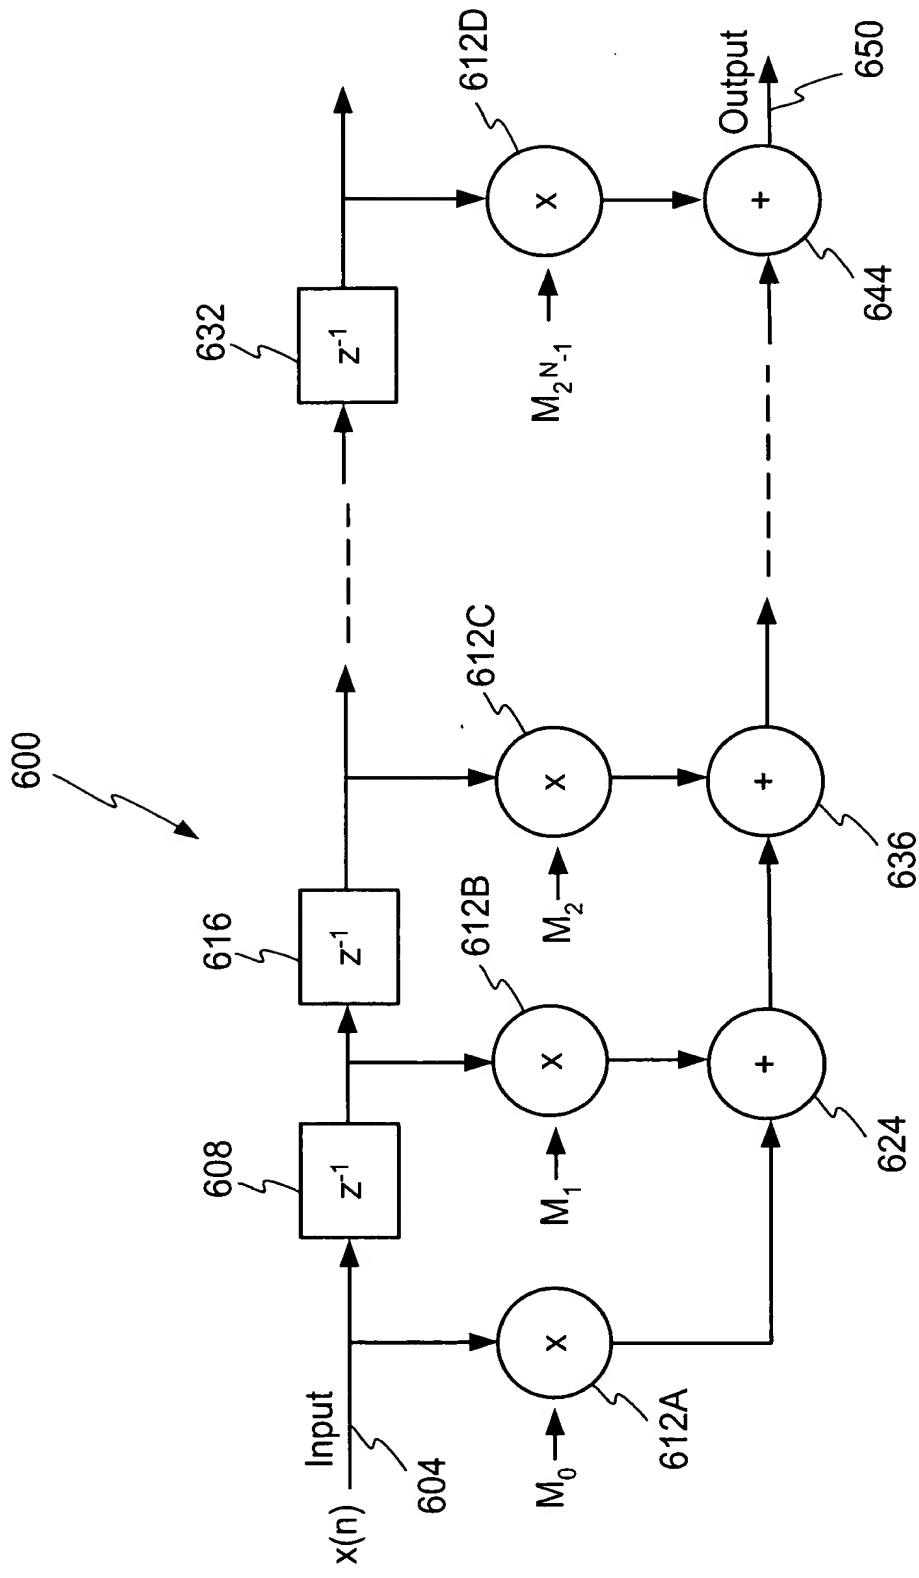 600
608
616
632
z⁻¹
z⁻¹
z⁻¹
x(n)
Input
604
612A
612B
612C
612D
x
x
x
x
M₀
M₁
M₂
M₂ᴺ₋₁
+
+
+
624
636
644
Output
650